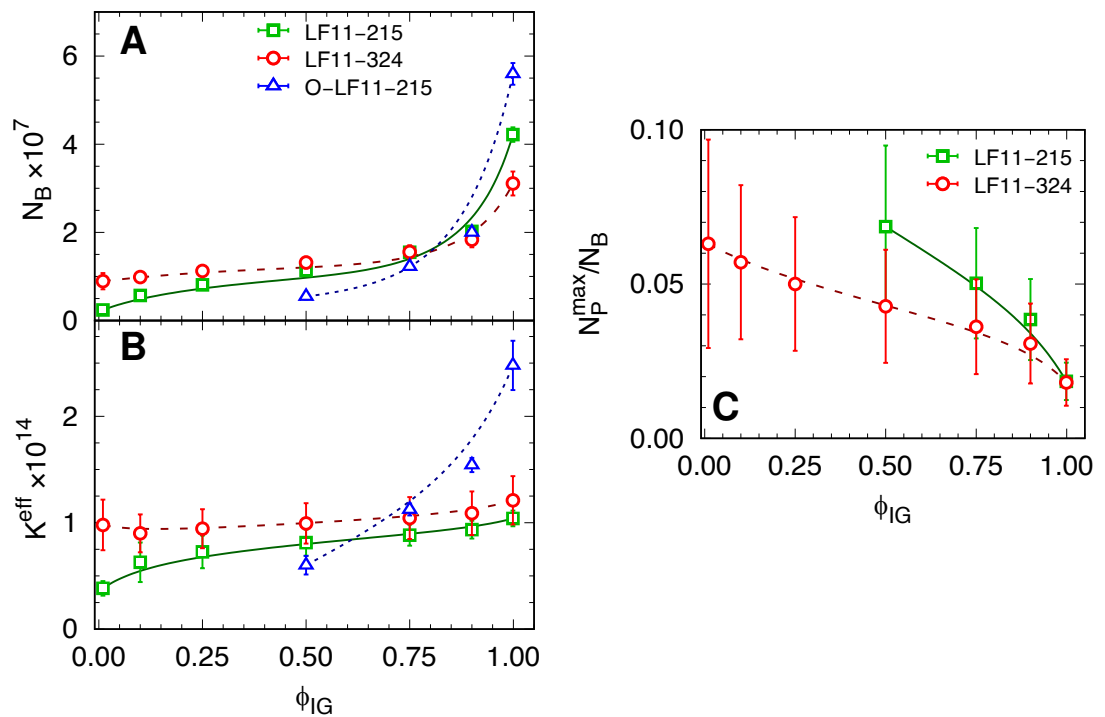 A
LF11-215
LF11-324
O-LF11-215
N_B ×10^7
6
4
2
0
B
K^eff ×10^14
2
1
0
0.00 0.25 0.50 0.75 1.00
ϕ_IG
N_P^max/N_B
0.10
0.05
0.00
LF11-215
LF11-324
C
0.00 0.25 0.50 0.75 1.00
ϕ_IG